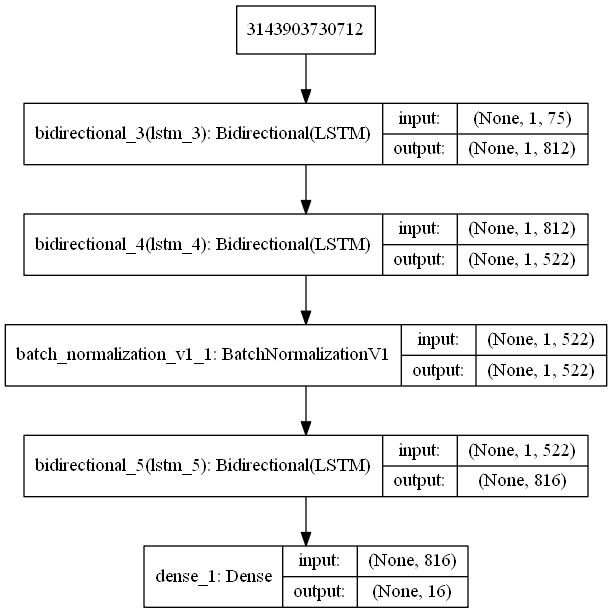 3143903730712
bidirectional_3(lstm_3): Bidirectional(LSTM)
input: (None, 1, 75)
output: (None, 1, 812)
bidirectional_4(lstm_4): Bidirectional(LSTM)
input: (None, 1, 812)
output: (None, 1, 522)
batch_normalization_v1_1: BatchNormalizationV1
input: (None, 1, 522)
output: (None, 1, 522)
bidirectional_5(lstm_5): Bidirectional(LSTM)
input: (None, 1, 522)
output: (None, 816)
dense_1: Dense
input: (None, 816)
output: (None, 16)